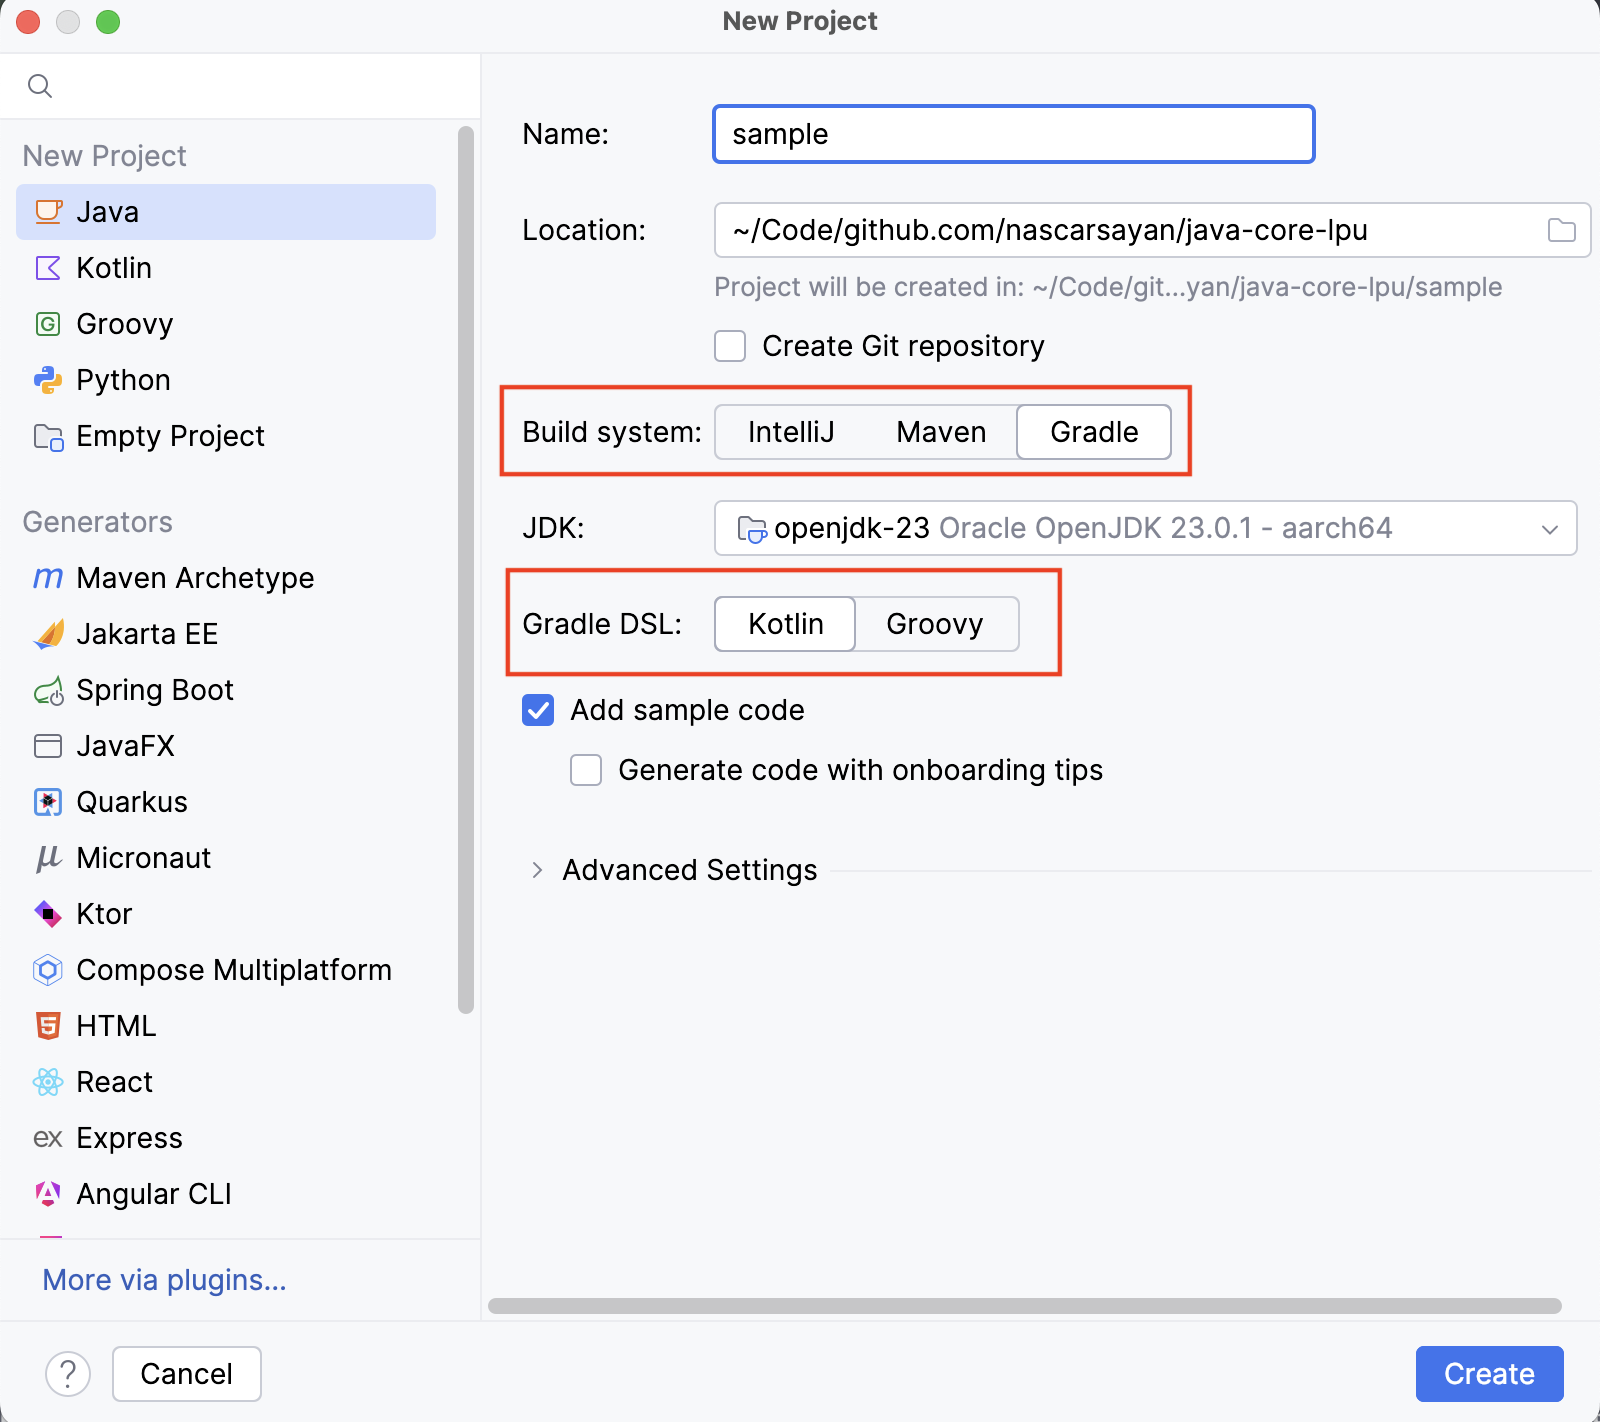 New Project
New Project
Java
Kotlin
Groovy
Python
Empty Project
Generators
Maven Archetype
Jakarta EE
Spring Boot
JavaFX
Quarkus
Micronaut
Ktor
Compose Multiplatform
HTML
React
Express
Angular CLI
More via plugins...
Name: sample
Location: ~/Code/github.com/nascarsayan/java-core-lpu
Project will be created in: ~/Code/git...yan/java-core-lpu/sample
Create Git repository
Build system: IntelliJ Maven Gradle
JDK: openjdk-23 Oracle OpenJDK 23.0.1 - aarch64
Gradle DSL: Kotlin Groovy
Add sample code
Generate code with onboarding tips
Advanced Settings
? Cancel Create